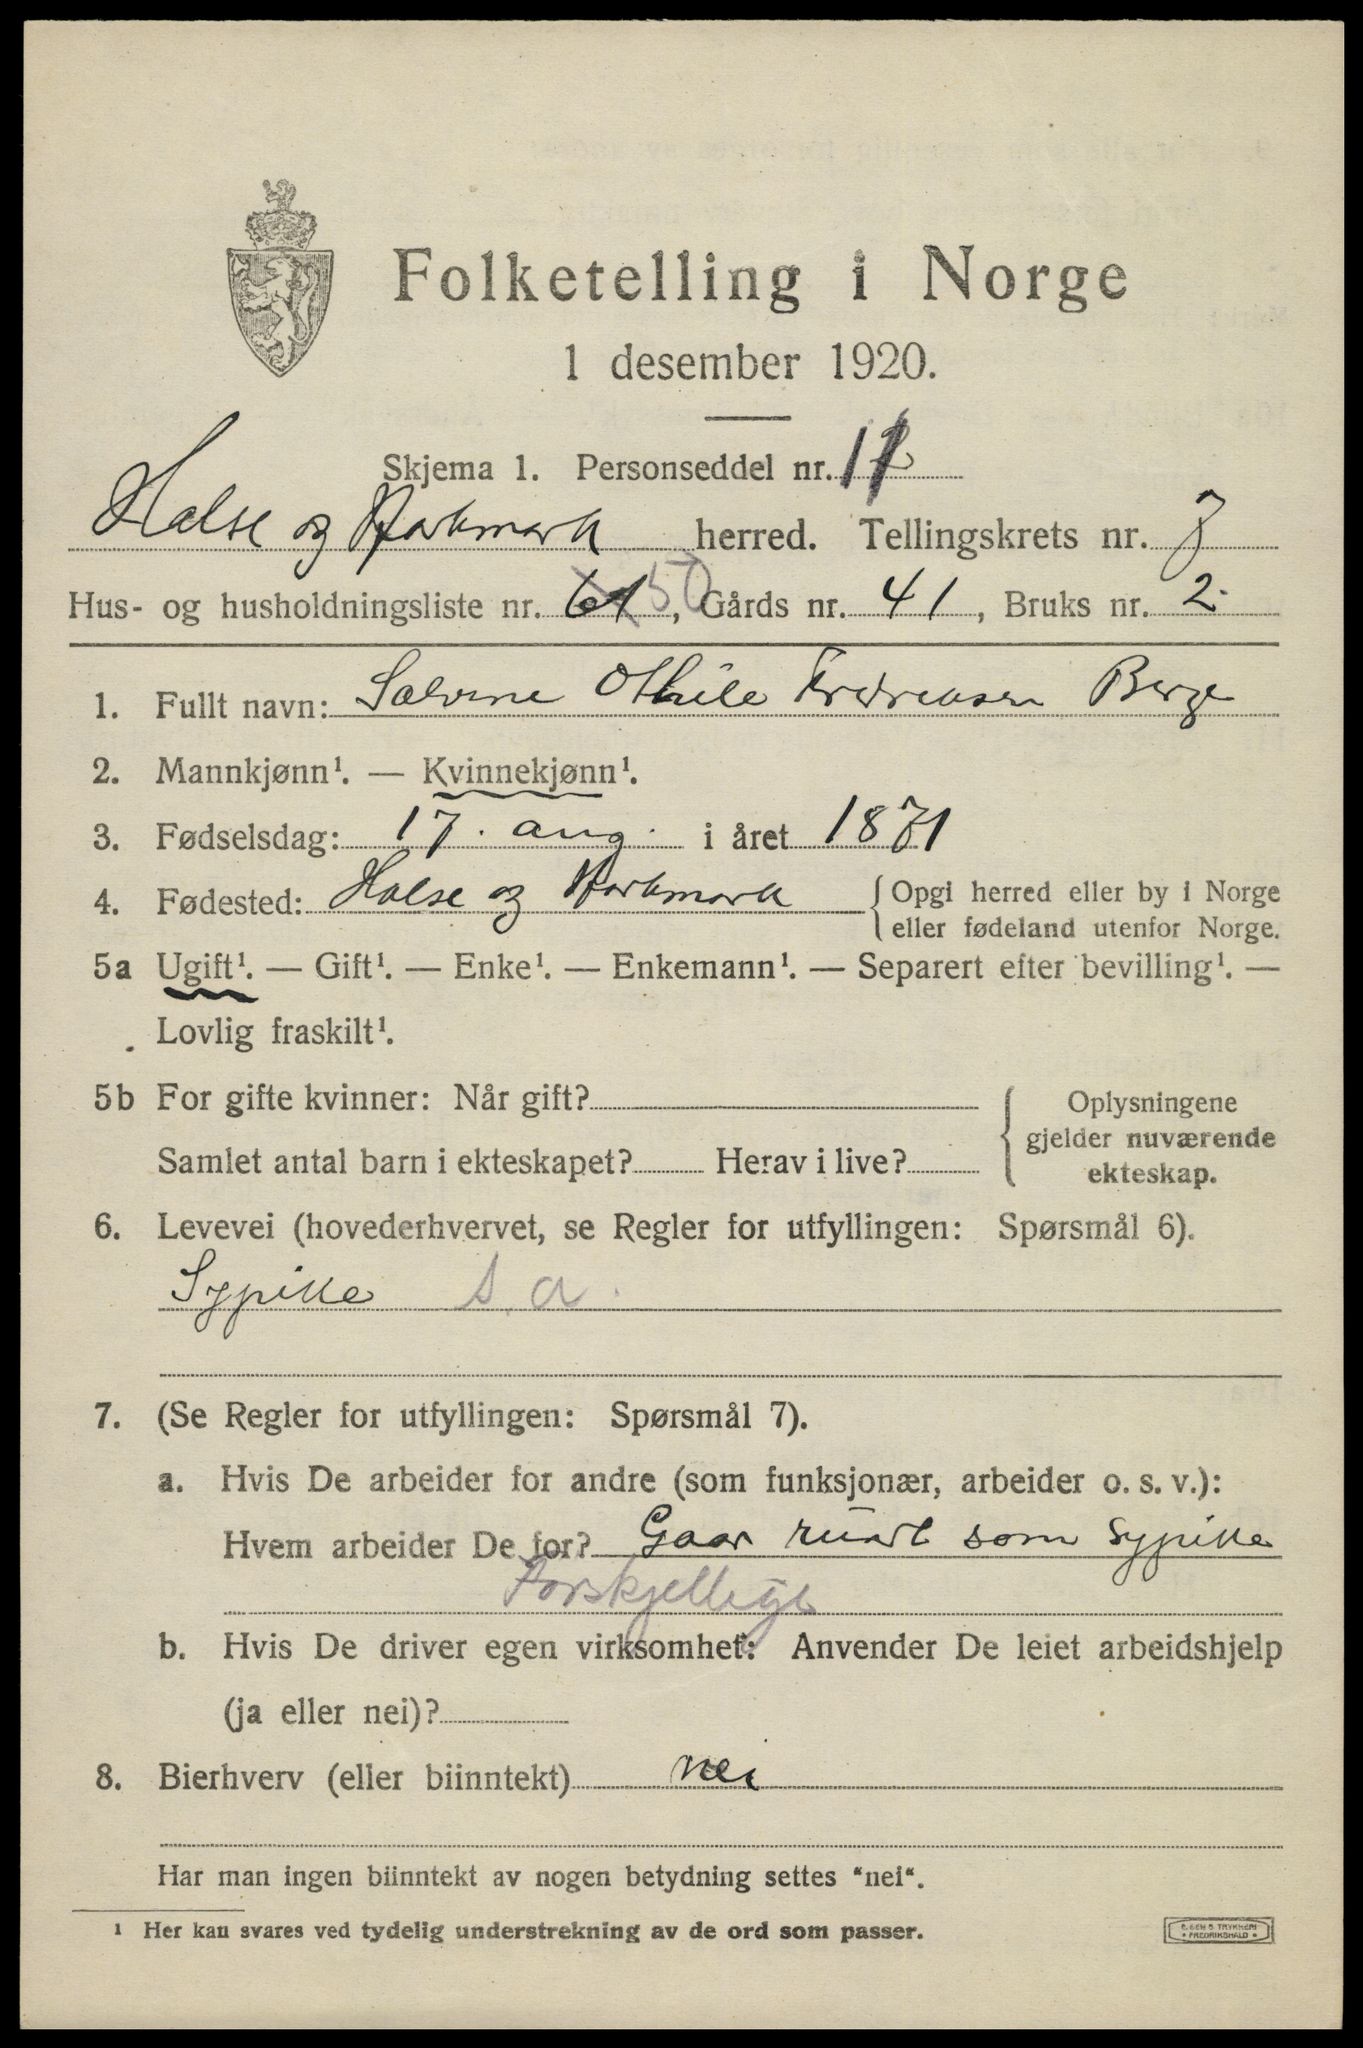 Folketelling i Norge
1 desember 1920.
Skjema 1. Personseddel nr.
Halse og Harkmark herred. Tellingskrets nr. 7
Hus- og husholdningsliste nr. 61 50, Gårds nr. 41, Bruks nr. 2.
1. Fullt navn: Salvine Othile Fredriksen Berge
2. Mannkjønn¹. — Kvinnekjønn¹.
3. Fødselsdag: 17. aug. i året 1871
4. Fødested: Halse og Harkmark {Opgi herred eller by i Norge
eller fødeland utenfor Norge.
5a Ugift¹. — Gift¹. — Enke¹. — Enkemann¹. — Separert efter bevilling¹. —
Lovlig fraskilt¹.
5b For gifte kvinner: Når gift? Oplysningene
gjelder nuværende
Samlet antal barn i ekteskapet? Herav i live? ekteskap.
6. Levevei (hovederhvervet, se Regler for utfyllingen: Spørsmål 6).
Sypike s.a.
7. (Se Regler for utfyllingen: Spørsmål 7).
a. Hvis De arbeider for andre (som funksjonær, arbeider o. s. v.):
Hvem arbeider De for? Gaar rundt som Sypike
Forskjellige
b. Hvis De driver egen virksomhet: Anvender De leiet arbeidshjelp
(ja eller nei)?
8. Bierhverv (eller biinntekt) nei
Har man ingen biinntekt av nogen betydning settes "nei".
¹ Her kan svares ved tydelig understrekning av de ord som passer.